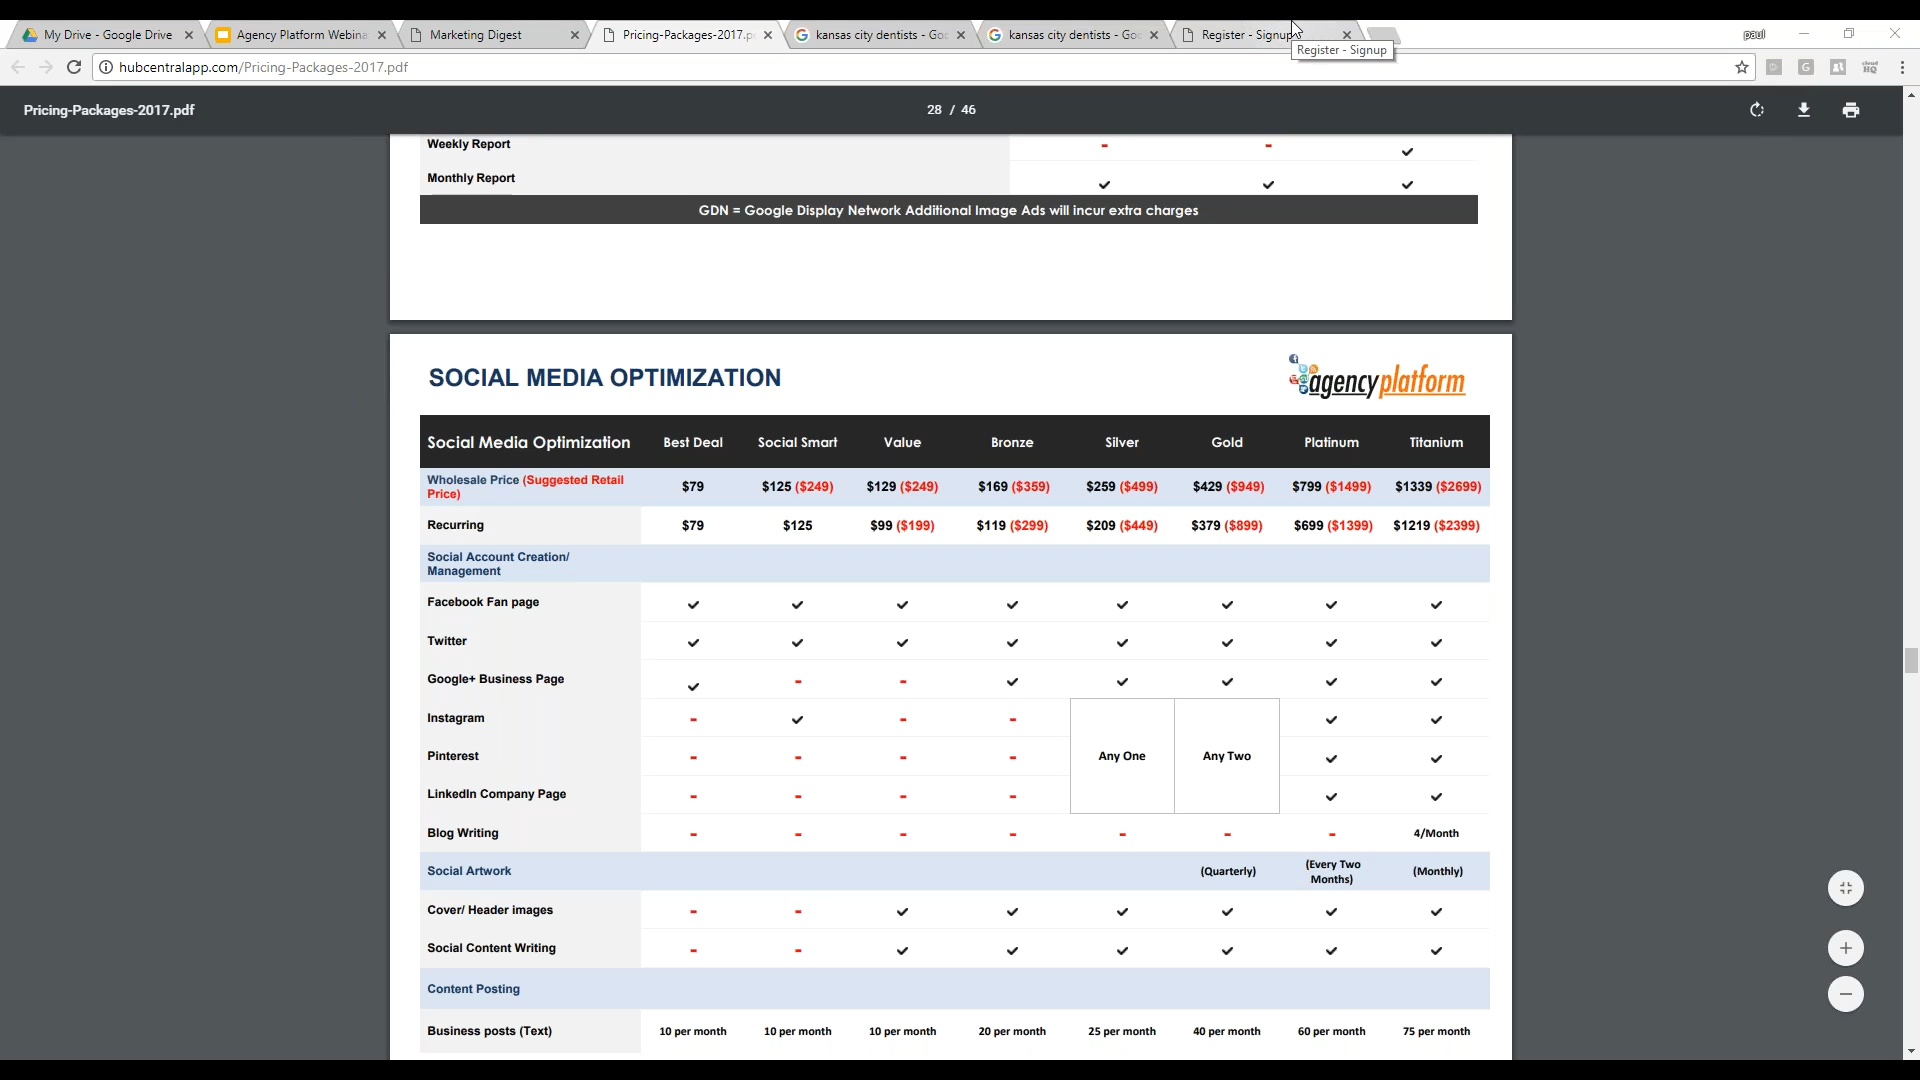 My Drive - Google Drive
Agency Platform Webina
Marketing Digest
Pricing-Packages-2017.p
kansas city dentists - Goo
kansas city dentists - Goo
Register - Signup
paul
Register - Signup
hubcentralapp.com/Pricing-Packages-2017.pdf
Pricing-Packages-2017.pdf
28 / 46
Weekly Report - - ✔
Monthly Report ✔ ✔ ✔
GDN = Google Display Network Additional Image Ads will incur extra charges
SOCIAL MEDIA OPTIMIZATION
agencyplatform
Social Media Optimization Best Deal Social Smart Value Bronze Silver Gold Platinum Titanium
Wholesale Price (Suggested Retail
Price)
$79 $125 ($249) $129 ($249) $169 ($359) $259 ($499) $429 ($949) $799 ($1499) $1339 ($2699)
Recurring $79 $125 $99 ($199) $119 ($299) $209 ($449) $379 ($899) $699 ($1399) $1219 ($2399)
Social Account Creation/
Management
Facebook Fan page ✔ ✔ ✔ ✔ ✔ ✔ ✔ ✔
Twitter ✔ ✔ ✔ ✔ ✔ ✔ ✔ ✔
Google+ Business Page ✔ - - ✔ ✔ ✔ ✔ ✔
Instagram - ✔ - - ✔ ✔
Pinterest - - - - Any One Any Two ✔ ✔
LinkedIn Company Page - - - - ✔ ✔
Blog Writing - - - - - - - 4/Month
Social Artwork (Quarterly) (Every Two
Months) (Monthly)
Cover/ Header images - - ✔ ✔ ✔ ✔ ✔ ✔
Social Content Writing - - ✔ ✔ ✔ ✔ ✔ ✔
Content Posting
Business posts (Text) 10 per month 10 per month 10 per month 20 per month 25 per month 40 per month 60 per month 75 per month